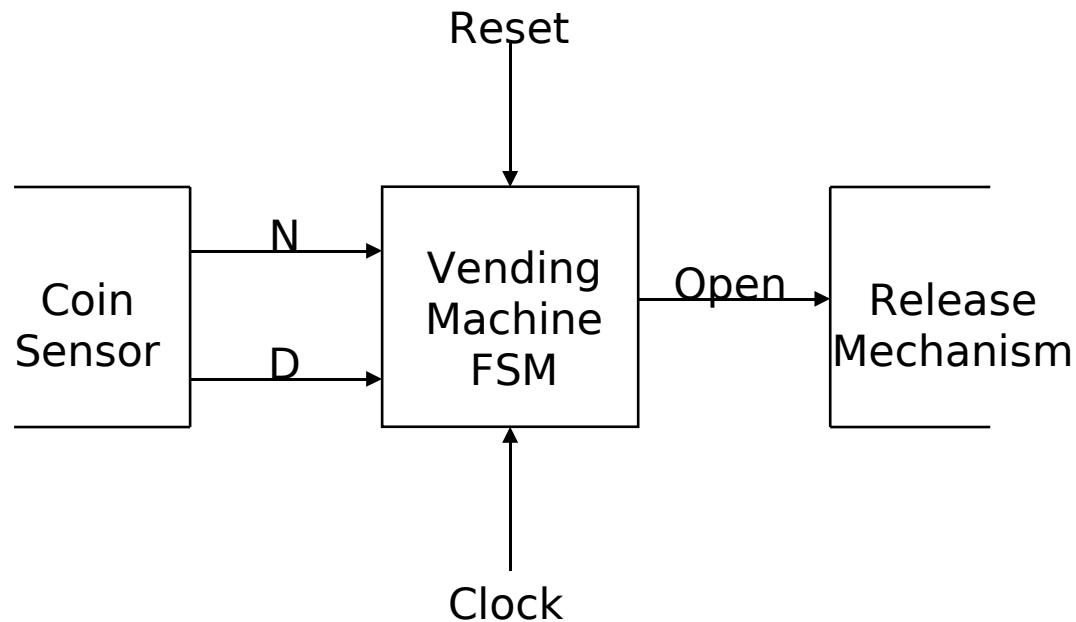 Reset
N
Coin
Sensor
D
Vending
Machine
FSM
Open
Release
Mechanism
Clock